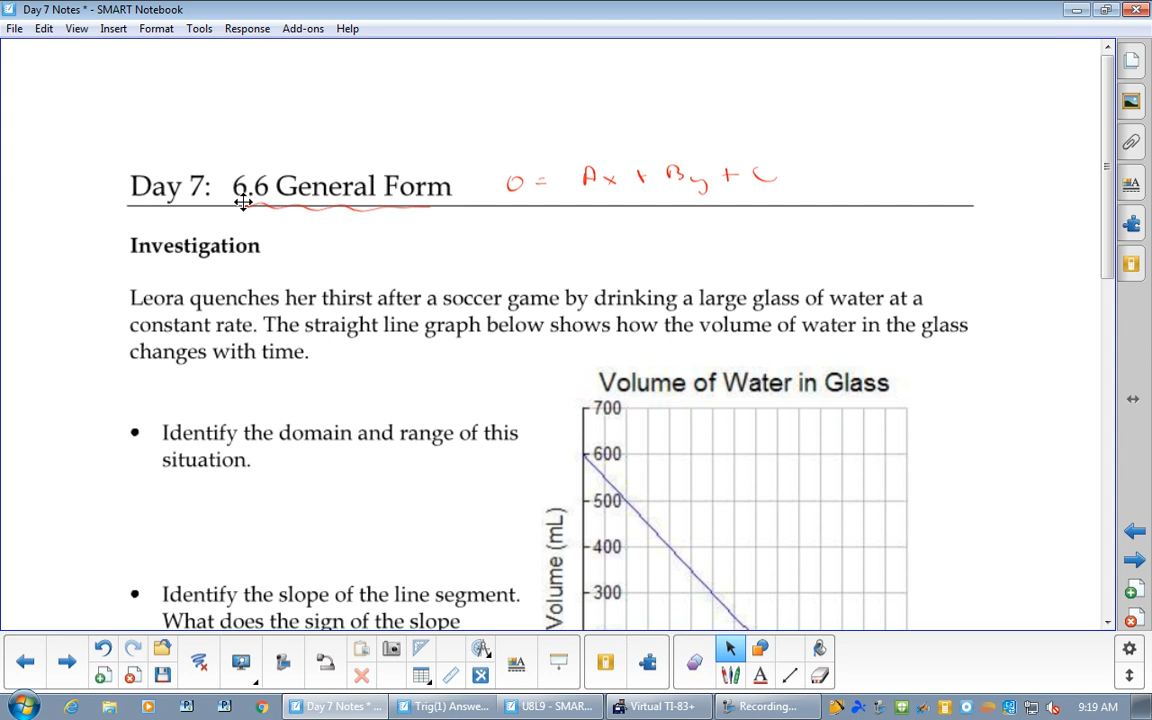 Day 7 Notes * - SMART Notebook
File Edit View Insert Format Tools Response Add-ons Help
Day 7: 6.6 General Form 0 = Ax + By + C
Investigation
Leora quenches her thirst after a soccer game by drinking a large glass of water at a
constant rate. The straight line graph below shows how the volume of water in the glass
changes with time.
Volume of Water in Glass
700
• Identify the domain and range of this
situation.
600
500
400
300
Volume (mL)
• Identify the slope of the line segment.
What does the sign of the slope
Day 7 Notes * ... Trig(1) Answe... U8L9 - SMAR... Virtual TI-83+ Recording... 9:19 AM